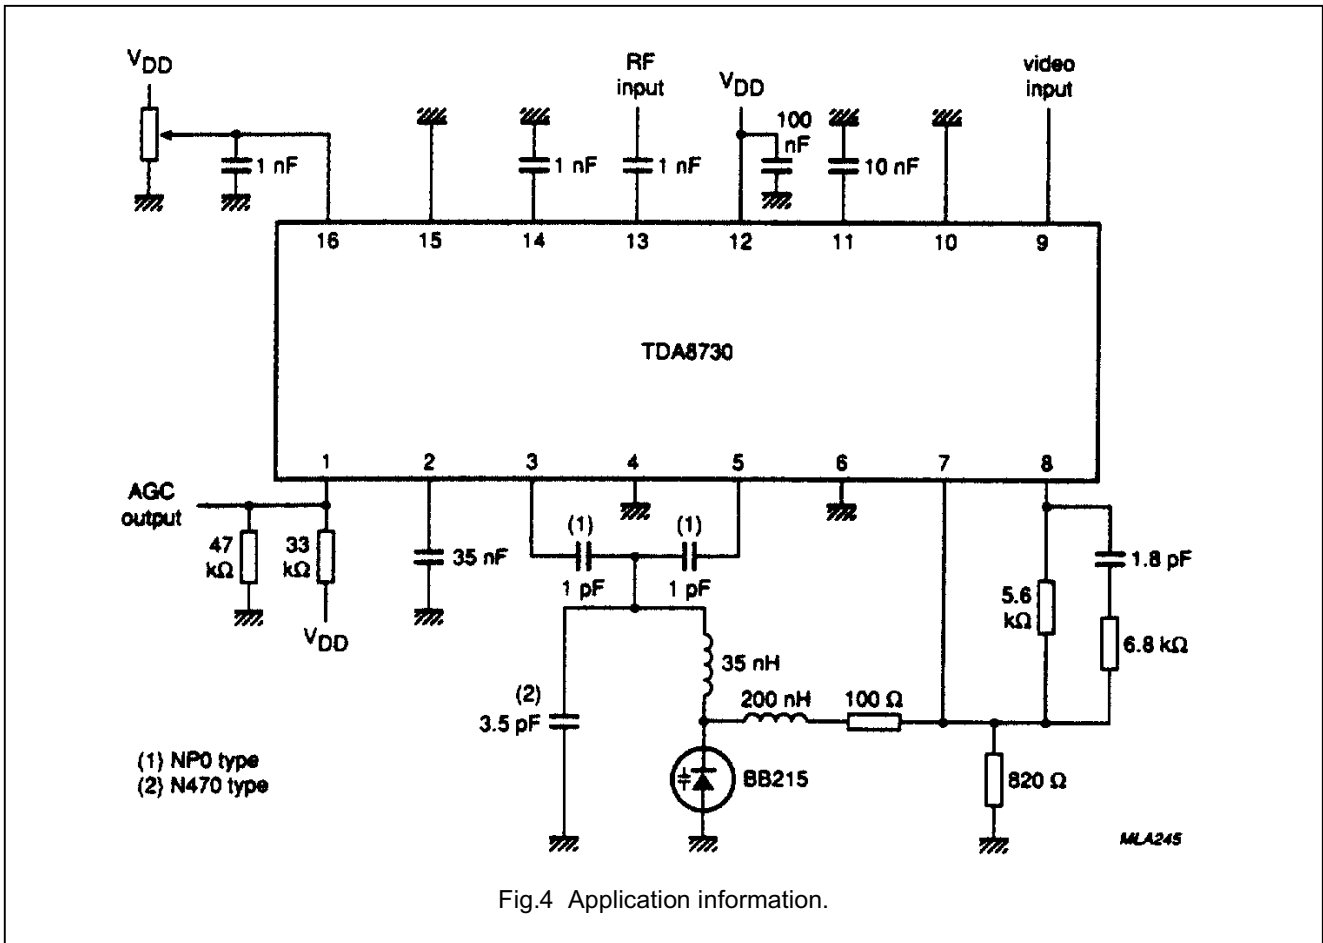 VDD
RF
input
VDD
video
input
1 nF
1 nF
1 nF
100
nF
10 nF
16 15 14 13 12 11 10 9
TDA8730
1 2 3 4 5 6 7 8
AGC
output
47
kΩ
33
kΩ
VDD
35 nF
(1)
1 pF
(1)
1 pF
(2)
3.5 pF
35 nH
200 nH
100 Ω
BB215
5.6
kΩ
1.8 pF
6.8 kΩ
820 Ω
(1) NP0 type
(2) N470 type
MLA245
Fig.4 Application information.